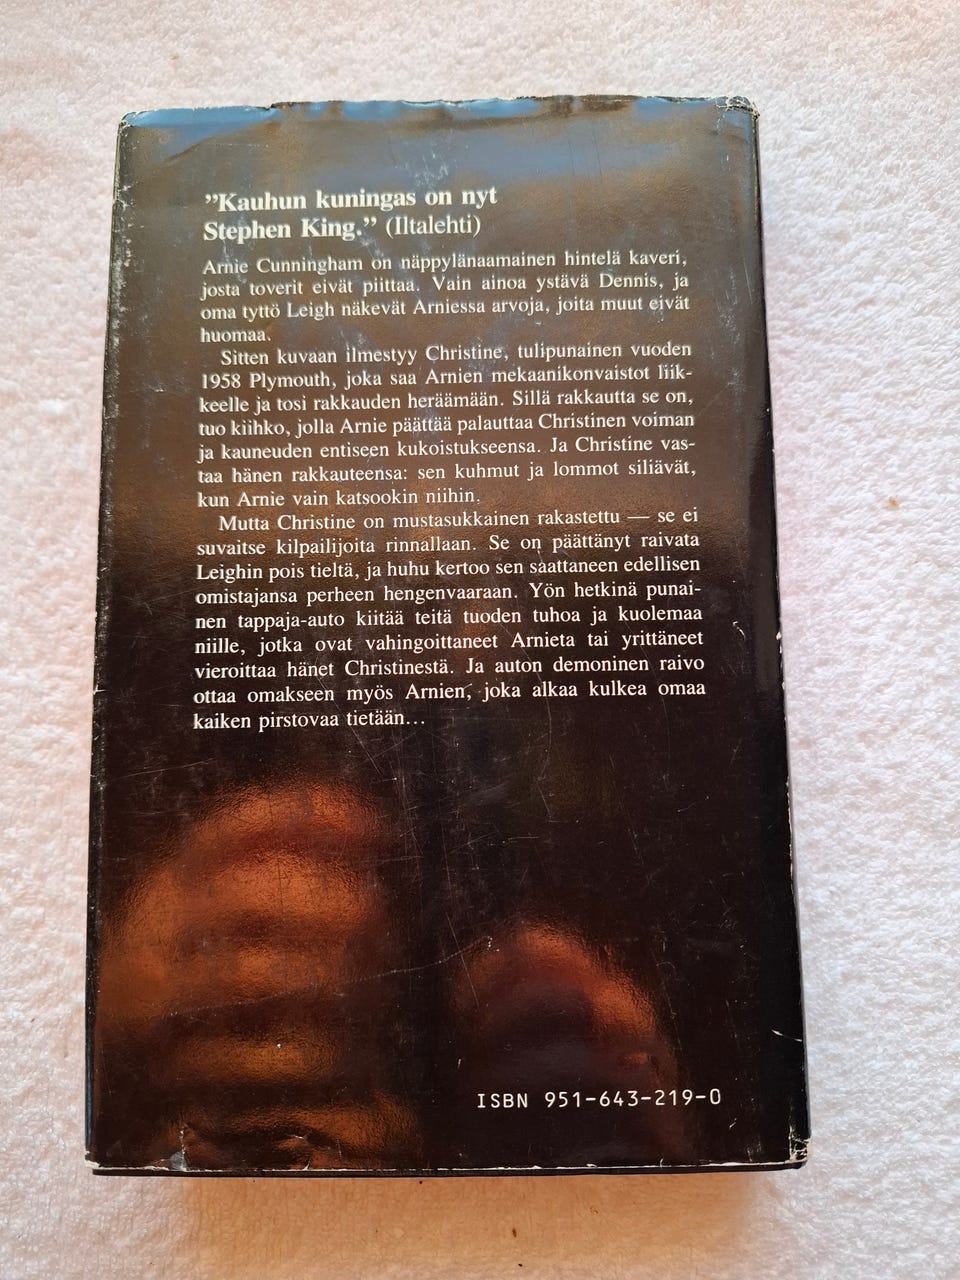 ”Kauhun kuningas on nyt
Stephen King.” (Iltalehti)
Arnie Cunningham on näppylänaamainen hintelä kaveri,
josta toverit eivät piittaa. Vain ainoa ystävä Dennis, ja
oma tyttö Leigh näkevät Arniessa arvoja, joita muut eivät
huomaa.
Sitten kuvaan ilmestyy Christine, tulipunainen vuoden
1958 Plymouth, joka saa Arnien mekaanikonvaistot liik-
keelle ja tosi rakkauden heräämään. Sillä rakkautta se on,
tuo kiihko, jolla Arnie päättää palauttaa Christinen voiman
ja kauneuden entiseen kukoistukseensa. Ja Christine vas-
taa hänen rakkauteensa: sen kuhmut ja lommot siliävät,
kun Arnie vain katsookin niihin.
Mutta Christine on mustasukkainen rakastettu — se ei
suvaitse kilpailijoita rinnallaan. Se on päättänyt raivata
Leighin pois tieltä, ja huhu kertoo sen saattaneen edellisen
omistajansa perheen hengenvaaraan. Yön hetkinä punai-
nen tappaja-auto kiitää teitä tuoden tuhoa ja kuolemaa
niille, jotka ovat vahingoittaneet Arnieta tai yrittäneet
vieroittaa hänet Christinestä. Ja auton demoninen raivo
ottaa omakseen myös Arnien, joka alkaa kulkea omaa
kaiken pirstovaa tietään...
ISBN 951-643-219-0